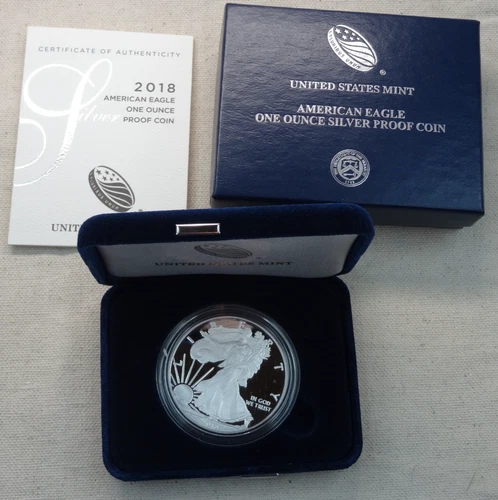 CERTIFICATE OF AUTHENTICITY
2018
AMERICAN EAGLE
ONE OUNCE
PROOF COIN
Silver
UNIT
UNITED STATES MINT
AMERICAN EAGLE
ONE OUNCE SILVER PROOF COIN
UNITED STATES MINT
LIBERTY
IN GOD
WE TRUST